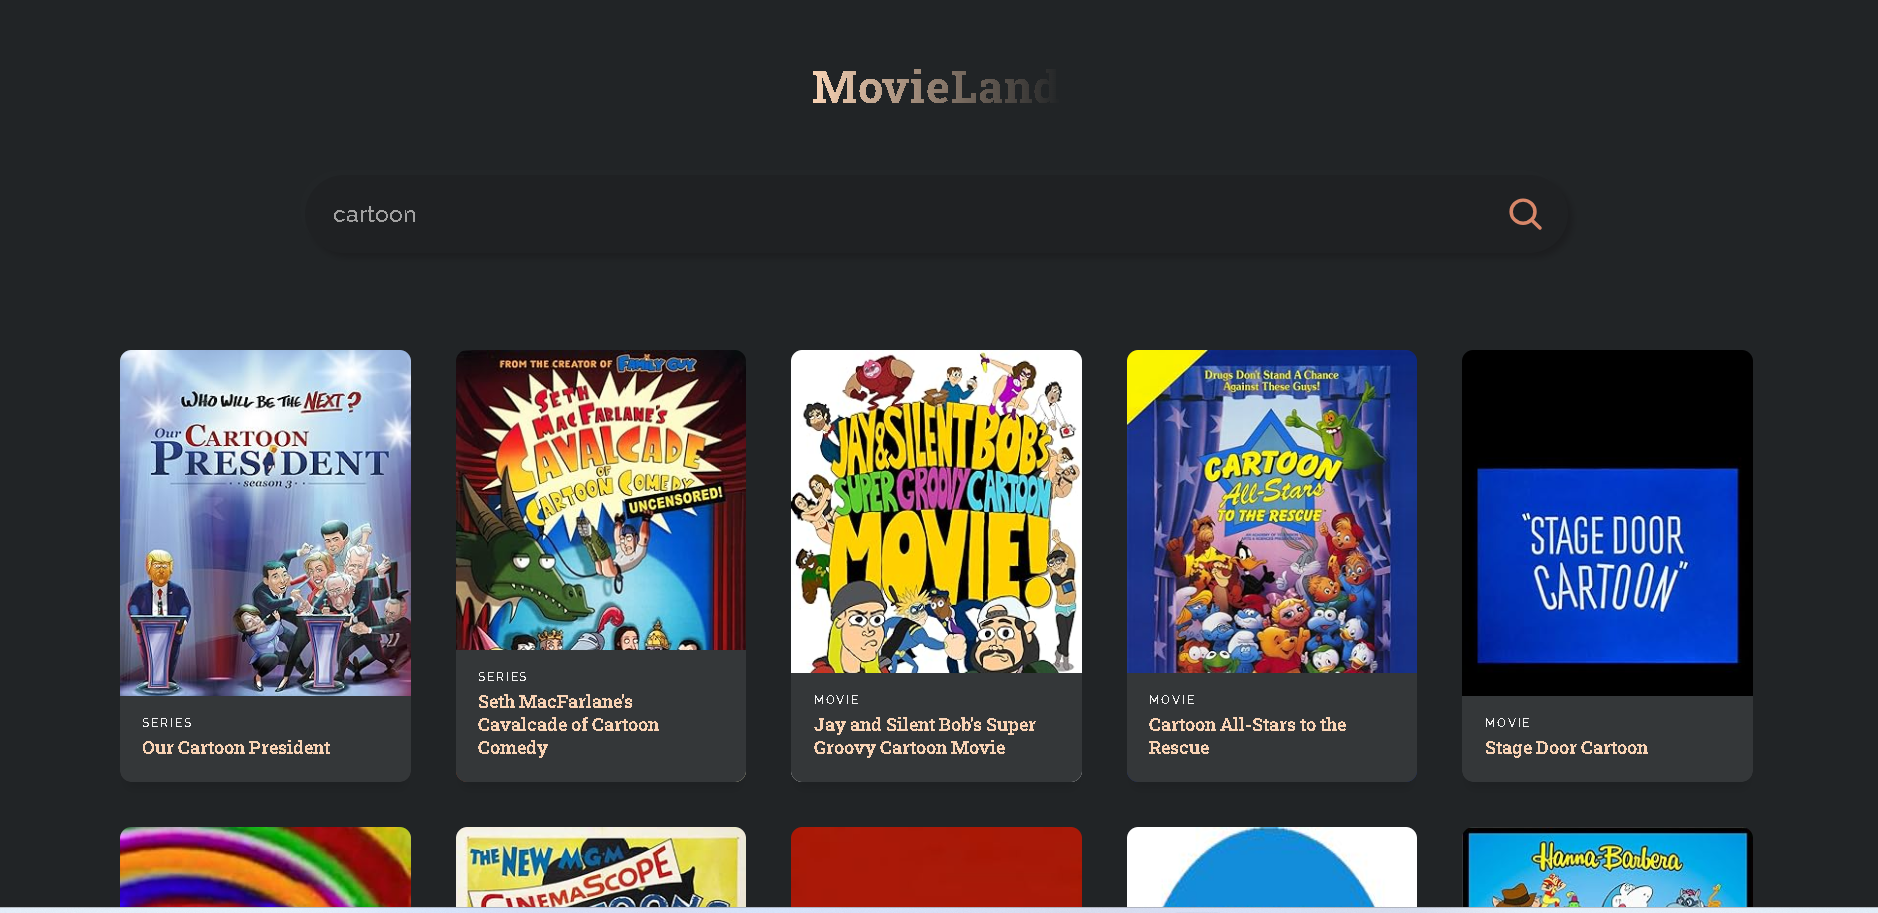 MovieLand
cartoon
WHO WILL BE THE NEXT?
Our CARTOON
PRESIDENT
season 3
SERIES
Our Cartoon President
FROM THE CREATOR OF FAMILY GUY
SETH
MACFARLANE'S
CAVALCADE
OF
CARTOON COMEDY
UNCENSORED!
SERIES
Seth MacFarlane's
Cavalcade of Cartoon
Comedy
JAY & SILENT BOB'S
SUPER GROOVY CARTOON
MOVIE!
MOVIE
Jay and Silent Bob's Super
Groovy Cartoon Movie
Drugs Don't Stand A Chance
Against These Guys!
CARTOON
All-Stars
TO THE RESCUE
MOVIE
Cartoon All-Stars to the
Rescue
"STAGE DOOR
CARTOON"
MOVIE
Stage Door Cartoon
THE NEW M-G-M
CINEMASCOPE
Hanna-Barbera